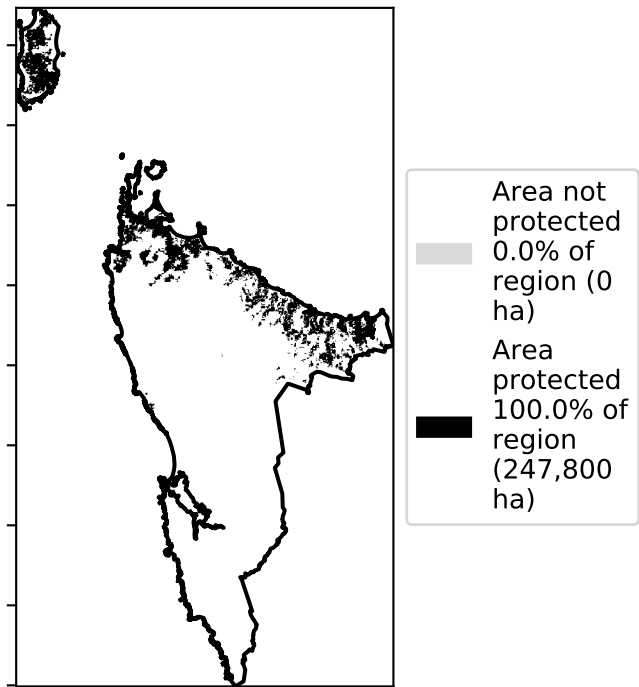 Area not
protected
0.0% of
region (0
ha)
Area
protected
100.0% of
region
(247,800
ha)